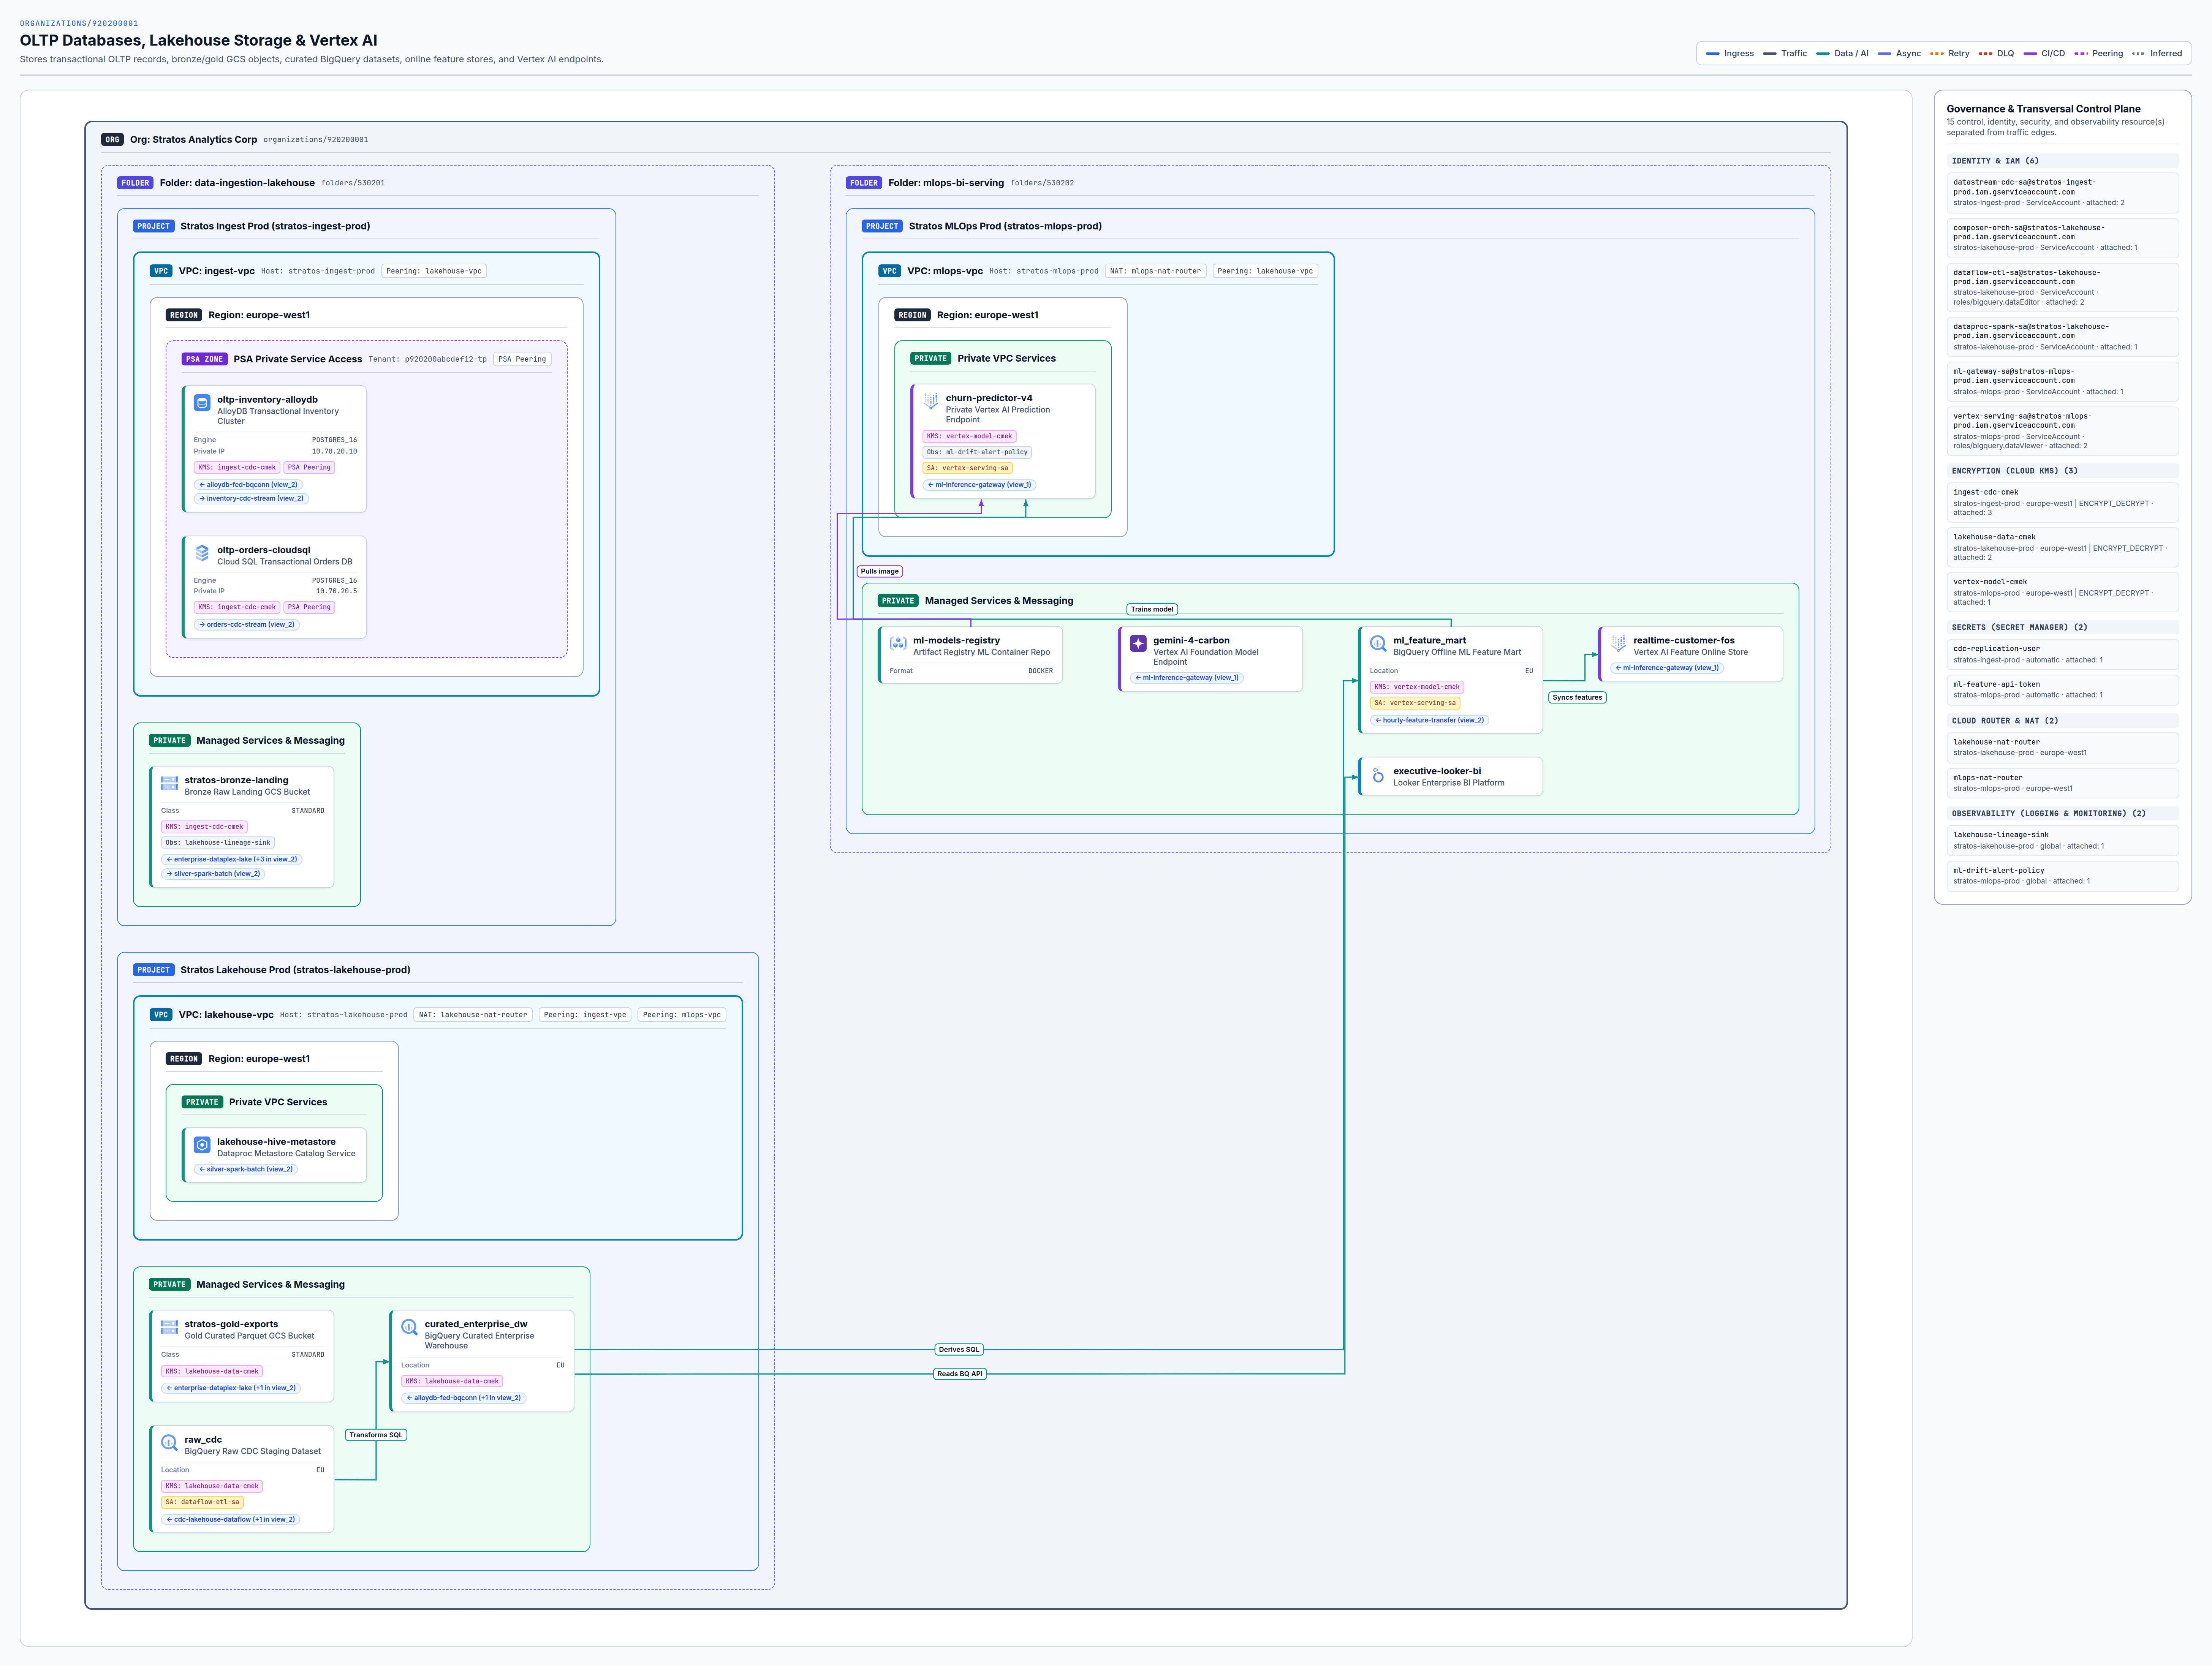 ORGANIZATIONS/920200001
OLTP Databases, Lakehouse Storage & Vertex AI
Stores transactional OLTP records, bronze/gold GCS objects, curated BigQuery datasets, online feature stores, and Vertex AI endpoints.
Ingress
Traffic
Data / AI
Async
Retry
DLQ
CI/CD
Peering
Inferred
ORG Org: Stratos Analytics Corp organizations/920200001
FOLDER Folder: data-ingestion-lakehouse folders/530201
PROJECT Stratos Ingest Prod (stratos-ingest-prod)
VPC VPC: ingest-vpc Host: stratos-ingest-prod Peering: lakehouse-vpc
REGION Region: europe-west1
PSA ZONE PSA Private Service Access Tenant: p920200abcdef12-tp PSA Peering
oltp-inventory-alloydb
AlloyDB Transactional Inventory
Cluster
Engine POSTGRES_16
Private IP 10.70.20.10
KMS: ingest-cdc-cmek PSA Peering
← alloydb-fed-bqconn (view_2)
→ inventory-cdc-stream (view_2)
oltp-orders-cloudsql
Cloud SQL Transactional Orders DB
Engine POSTGRES_16
Private IP 10.70.20.5
KMS: ingest-cdc-cmek PSA Peering
→ orders-cdc-stream (view_2)
PRIVATE Managed Services & Messaging
stratos-bronze-landing
Bronze Raw Landing GCS Bucket
Class STANDARD
KMS: ingest-cdc-cmek
Obs: lakehouse-lineage-sink
← enterprise-dataplex-lake (+3 in view_2)
→ silver-spark-batch (view_2)
PROJECT Stratos Lakehouse Prod (stratos-lakehouse-prod)
VPC VPC: lakehouse-vpc Host: stratos-lakehouse-prod NAT: lakehouse-nat-router Peering: ingest-vpc Peering: mlops-vpc
REGION Region: europe-west1
PRIVATE Private VPC Services
lakehouse-hive-metastore
Dataproc Metastore Catalog Service
← silver-spark-batch (view_2)
PRIVATE Managed Services & Messaging
stratos-gold-exports
Gold Curated Parquet GCS Bucket
Class STANDARD
KMS: lakehouse-data-cmek
← enterprise-dataplex-lake (+1 in view_2)
curated_enterprise_dw
BigQuery Curated Enterprise
Warehouse
Location EU
KMS: lakehouse-data-cmek
← alloydb-fed-bqconn (+1 in view_2)
Transforms SQL
raw_cdc
BigQuery Raw CDC Staging Dataset
Location EU
KMS: lakehouse-data-cmek
SA: dataflow-etl-sa
← cdc-lakehouse-dataflow (+1 in view_2)
Derives SQL
Reads BQ API
FOLDER Folder: mlops-bi-serving folders/530202
PROJECT Stratos MLOps Prod (stratos-mlops-prod)
VPC VPC: mlops-vpc Host: stratos-mlops-prod NAT: mlops-nat-router Peering: lakehouse-vpc
REGION Region: europe-west1
PRIVATE Private VPC Services
churn-predictor-v4
Private Vertex AI Prediction
Endpoint
KMS: vertex-model-cmek
Obs: ml-drift-alert-policy
SA: vertex-serving-sa
← ml-inference-gateway (view_1)
Pulls image
PRIVATE Managed Services & Messaging
Trains model
ml-models-registry
Artifact Registry ML Container Repo
Format DOCKER
gemini-4-carbon
Vertex AI Foundation Model
Endpoint
← ml-inference-gateway (view_1)
ml_feature_mart
BigQuery Offline ML Feature Mart
Location EU
KMS: vertex-model-cmek
SA: vertex-serving-sa
← hourly-feature-transfer (view_2)
realtime-customer-fos
Vertex AI Feature Online Store
← ml-inference-gateway (view_1)
Syncs features
executive-looker-bi
Looker Enterprise BI Platform
Governance & Transversal Control Plane
15 control, identity, security, and observability resource(s)
separated from traffic edges.
IDENTITY & IAM (6)
datastream-cdc-sa@stratos-ingest-
prod.iam.gserviceaccount.com
stratos-ingest-prod · ServiceAccount · attached: 2
composer-orch-sa@stratos-lakehouse-
prod.iam.gserviceaccount.com
stratos-lakehouse-prod · ServiceAccount · attached: 1
dataflow-etl-sa@stratos-lakehouse-
prod.iam.gserviceaccount.com
stratos-lakehouse-prod · ServiceAccount ·
roles/bigquery.dataEditor · attached: 2
dataproc-spark-sa@stratos-lakehouse-
prod.iam.gserviceaccount.com
stratos-lakehouse-prod · ServiceAccount · attached: 1
ml-gateway-sa@stratos-mlops-
prod.iam.gserviceaccount.com
stratos-mlops-prod · ServiceAccount · attached: 1
vertex-serving-sa@stratos-mlops-
prod.iam.gserviceaccount.com
stratos-mlops-prod · ServiceAccount ·
roles/bigquery.dataViewer · attached: 2
ENCRYPTION (CLOUD KMS) (3)
ingest-cdc-cmek
stratos-ingest-prod · europe-west1 | ENCRYPT_DECRYPT ·
attached: 3
lakehouse-data-cmek
stratos-lakehouse-prod · europe-west1 | ENCRYPT_DECRYPT ·
attached: 2
vertex-model-cmek
stratos-mlops-prod · europe-west1 | ENCRYPT_DECRYPT ·
attached: 1
SECRETS (SECRET MANAGER) (2)
cdc-replication-user
stratos-ingest-prod · automatic · attached: 1
ml-feature-api-token
stratos-mlops-prod · automatic · attached: 1
CLOUD ROUTER & NAT (2)
lakehouse-nat-router
stratos-lakehouse-prod · europe-west1
mlops-nat-router
stratos-mlops-prod · europe-west1
OBSERVABILITY (LOGGING & MONITORING) (2)
lakehouse-lineage-sink
stratos-lakehouse-prod · global · attached: 1
ml-drift-alert-policy
stratos-mlops-prod · global · attached: 1